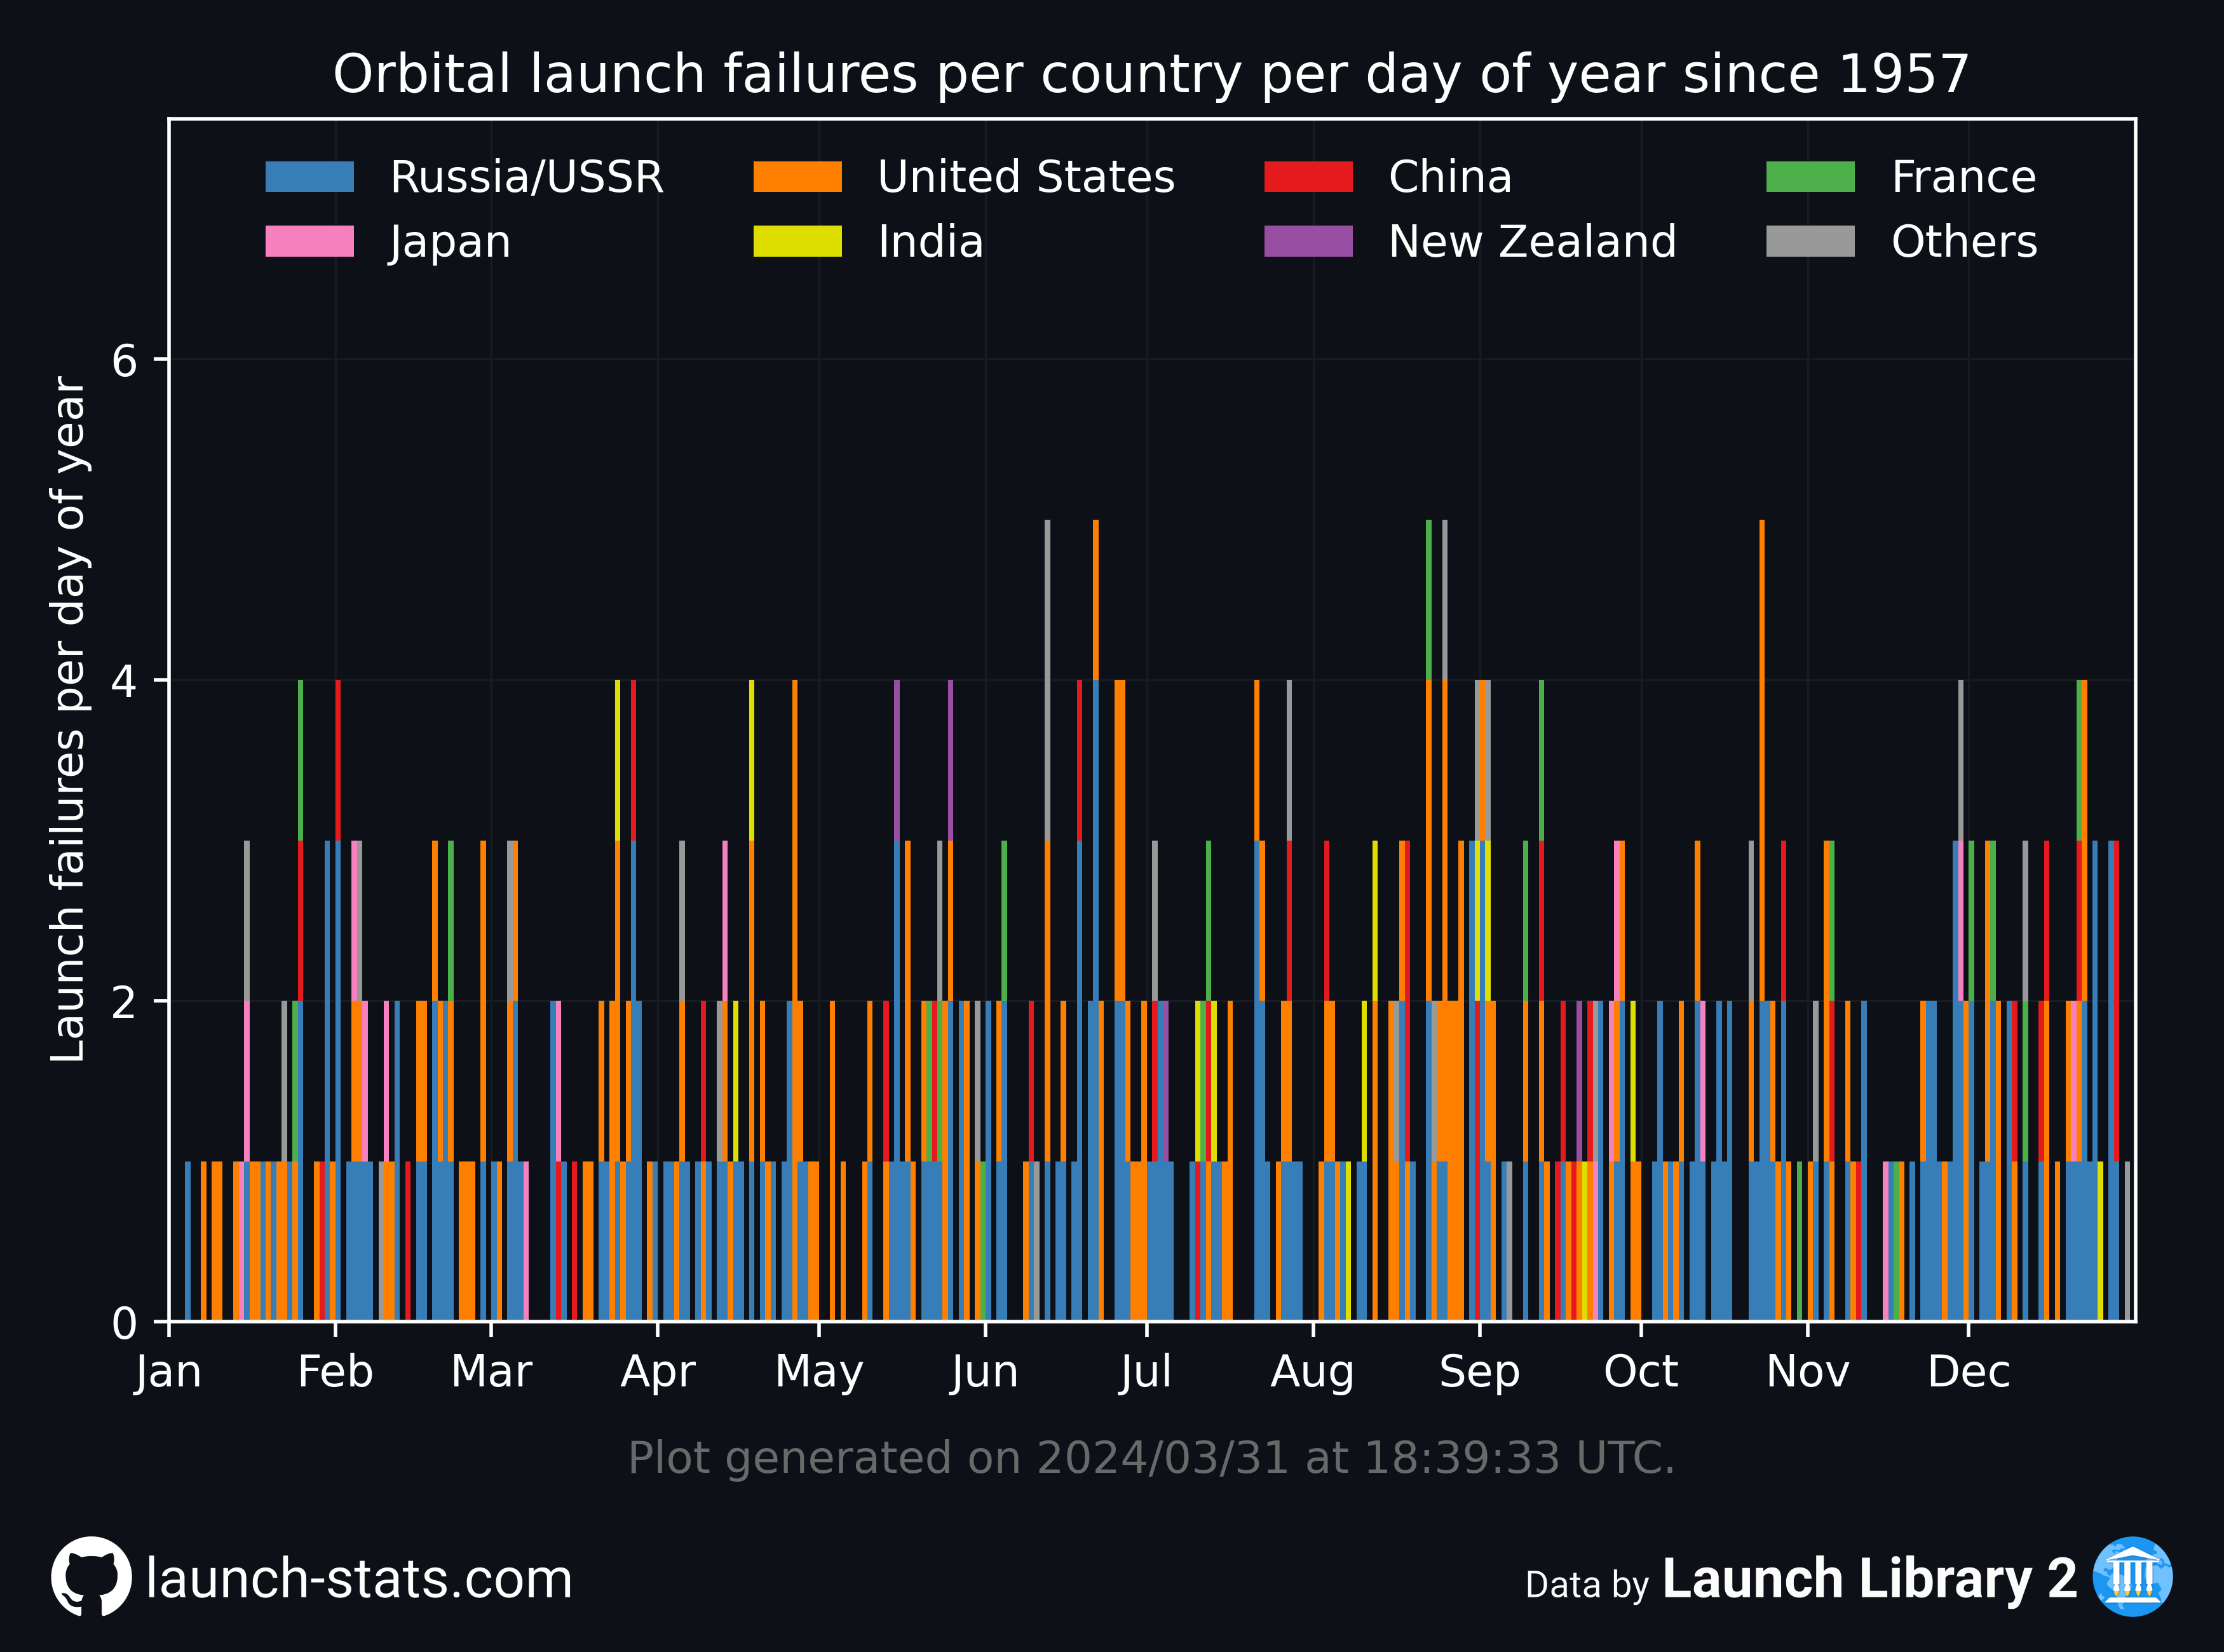 Orbital launch failures per country per day of year since 1957
Russia/USSR United States China France
Japan India New Zealand Others
Launch failures per day of year
6
4
2
0
Jan Feb Mar Apr May Jun Jul Aug Sep Oct Nov Dec
Plot generated on 2024/03/31 at 18:39:33 UTC.
launch-stats.com
Data by Launch Library 2